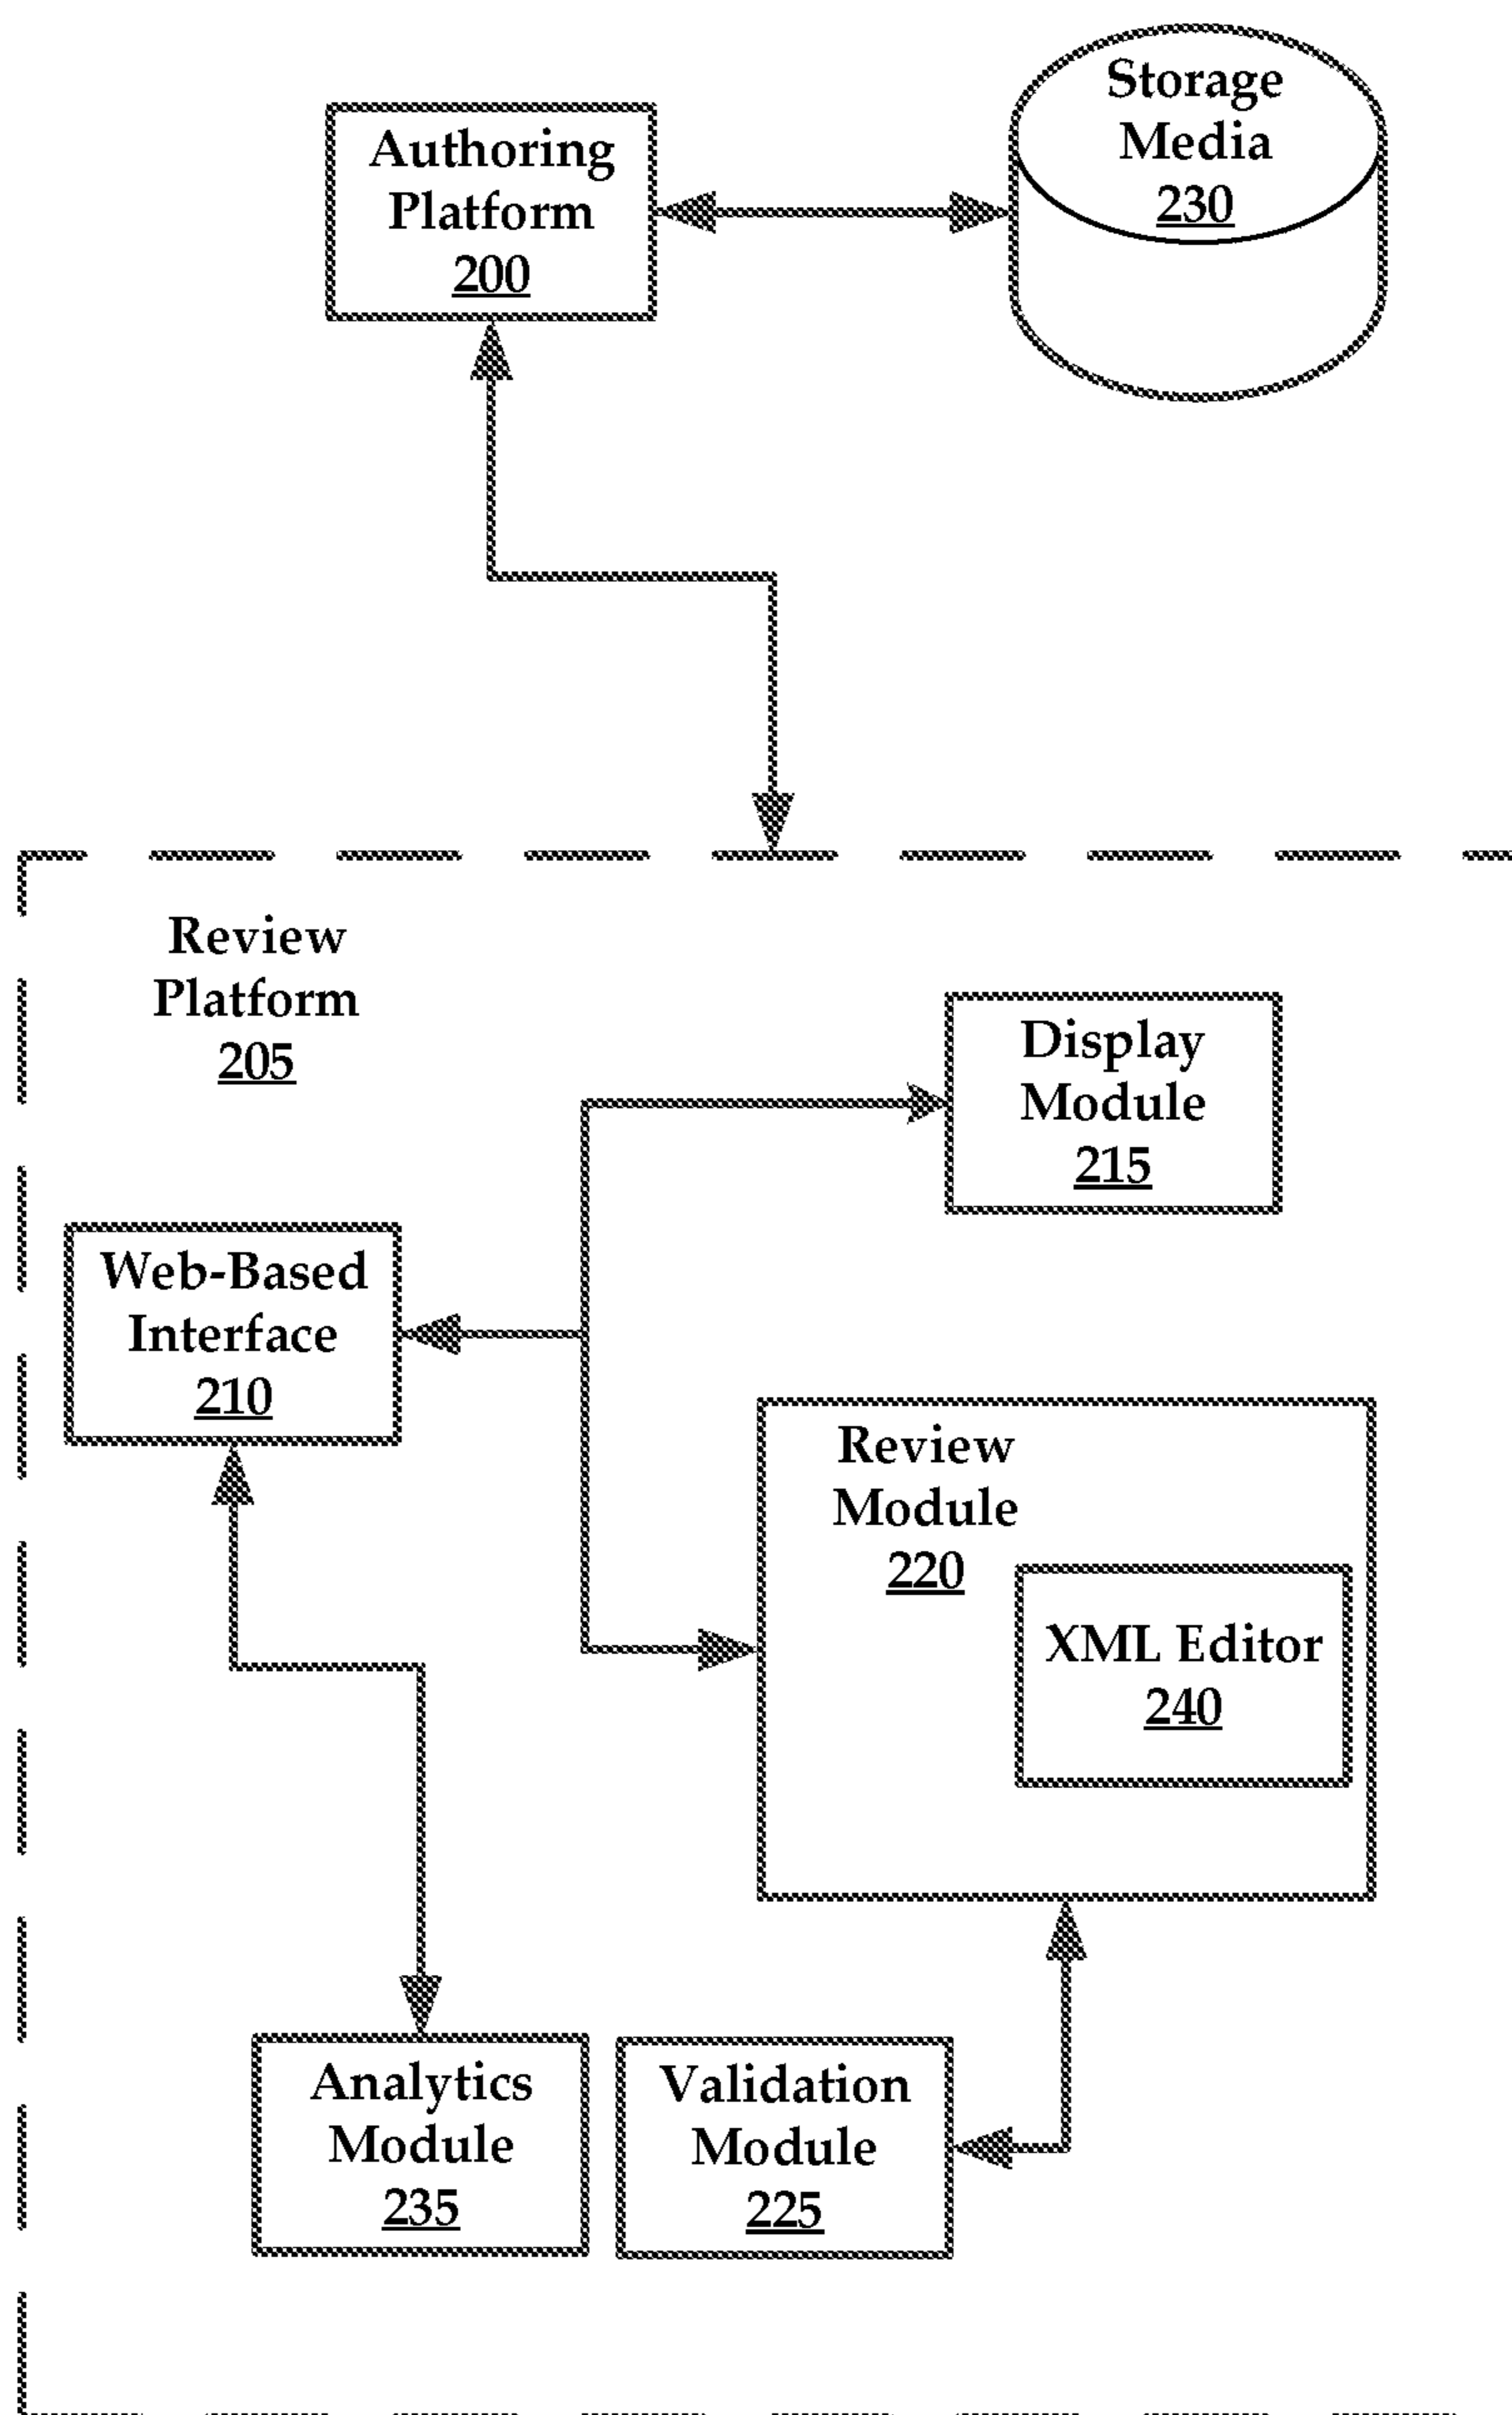 Authoring
Platform
200
Storage
Media
230
Review
Platform
205
Display
Module
215
Web-Based
Interface
210
Review
Module
220
XML Editor
240
Analytics
Module
235
Validation
Module
225